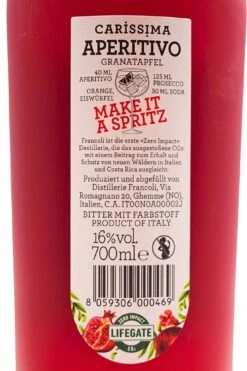 CARISSIMA
APERITIVO
GRANATAPFEL
40 ML
APERITIVO
125 ML
PROSECCO
ORANGE,
EISWÜRFEL
30 ML SODA
MAKE IT
A SPRITZ
Francoli ist die erste «Zero Impact»
Destillerie, die das ausgestoßene CO2
mit einem Beitrag zum Erhalt und
Schutz von neuen Wäldern in Italien
und Costa Rica ausgleicht.
Produziert und abgefüllt von
Distillerie Francoli, Via
Romagnano 20, Ghemme (NO),
Italien, C.A. IT00N0A00002J
BITTER MIT FARBSTOFF
PRODUCT OF ITALY
16%vol.
700ml e
8 059306 000469
ZERO IMPACT
LIFEGATE
CO2